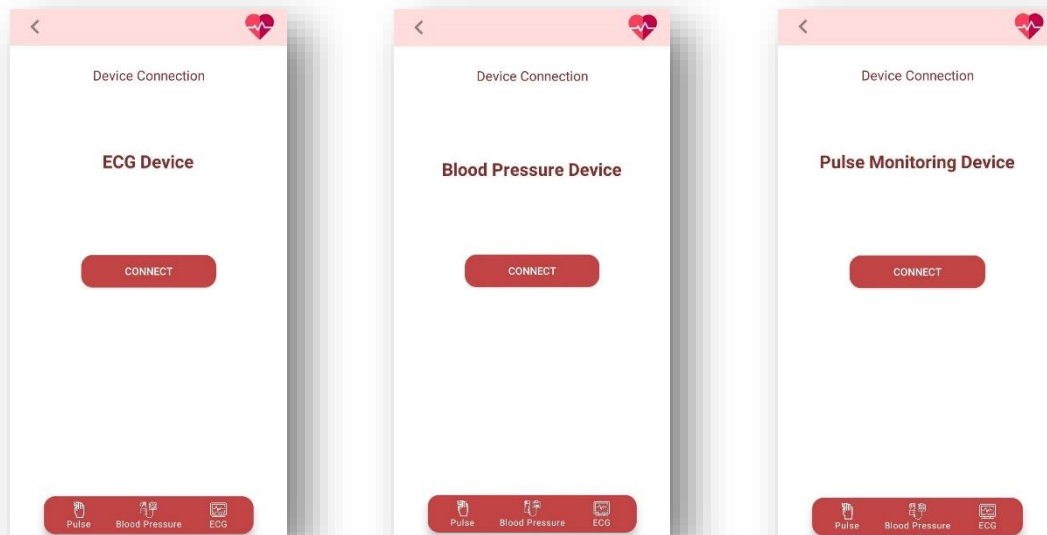 Device Connection
ECG Device
CONNECT
Pulse Blood Pressure ECG
Device Connection
Blood Pressure Device
CONNECT
Pulse Blood Pressure ECG
Device Connection
Pulse Monitoring Device
CONNECT
Pulse Blood Pressure ECG